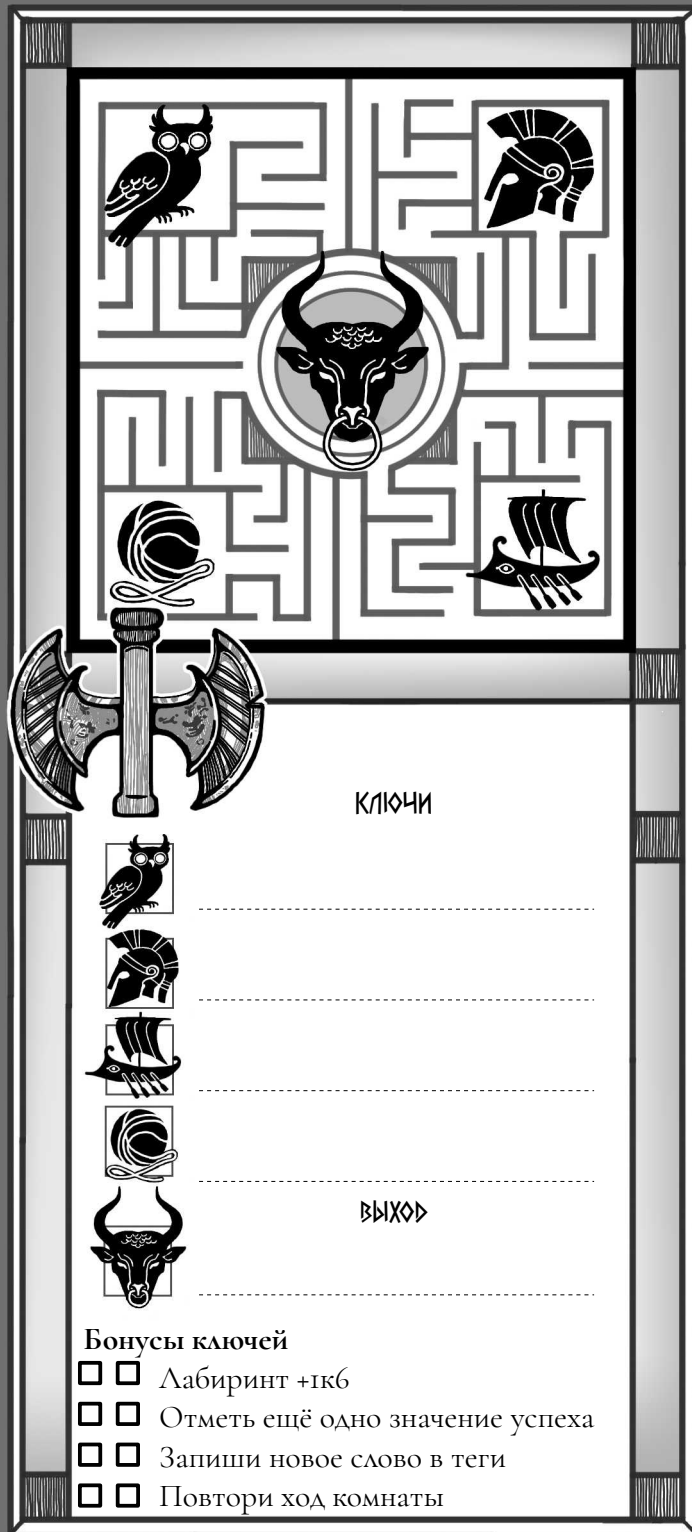 КЛЮЧИ
ВЫХОД
Бонусы ключей
Лабиринт +1к6
Отметь ещё одно значение успеха
Запиши новое слово в теги
Повтори ход комнаты